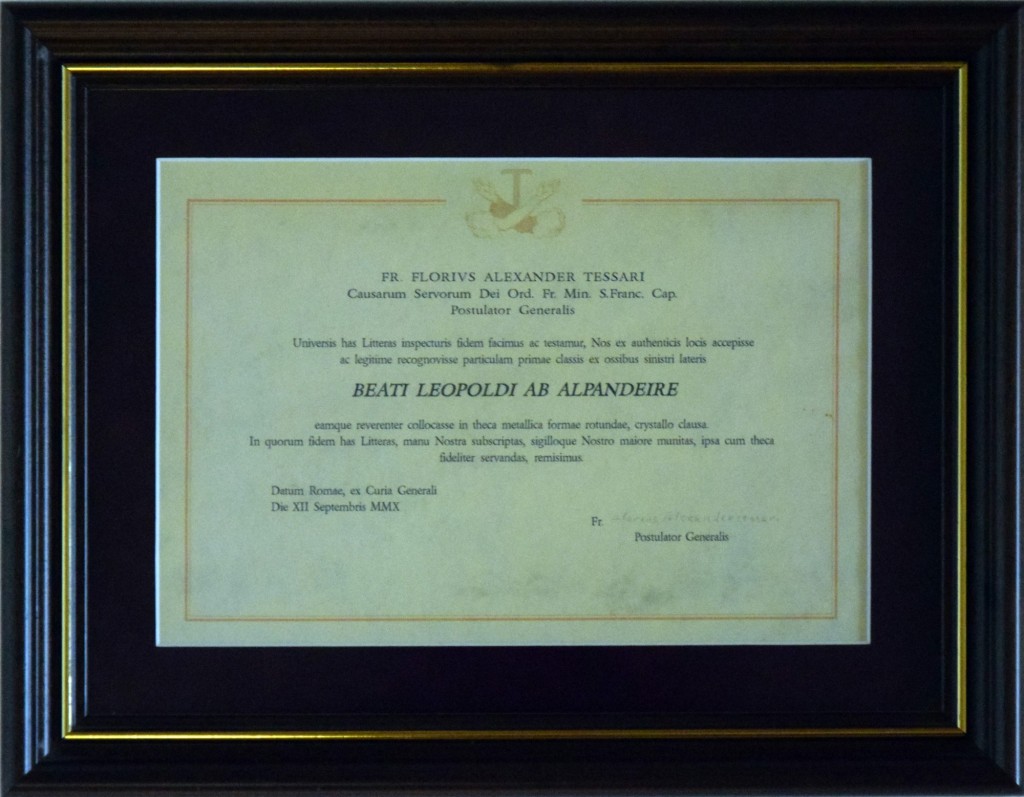 FR. FLORIVS ALEXANDER TESSARI
Causarum Servorum Dei Ord. Fr. Min. S.Franc. Cap.
Postulator Generalis
Universis has Litteras inspecturis fidem facimus ac testamur, Nos ex authenticis locis accepisse
ac legitime recognovisse particulam primae classis ex ossibus sinistri lateris
BEATI LEOPOLDI AB ALPANDEIRE
eamque reverenter collocasse in theca metallica formae rotundae, crystallo clausa.
In quorum fidem has Litteras, manu Nostra subscriptas, sigilloque Nostro maiore munitas, ipsa cum theca
fideliter servandas, remisimus.
Datum Romae, ex Curia Generali
Die XII Septembris MMX
Fr.
Postulator Generalis